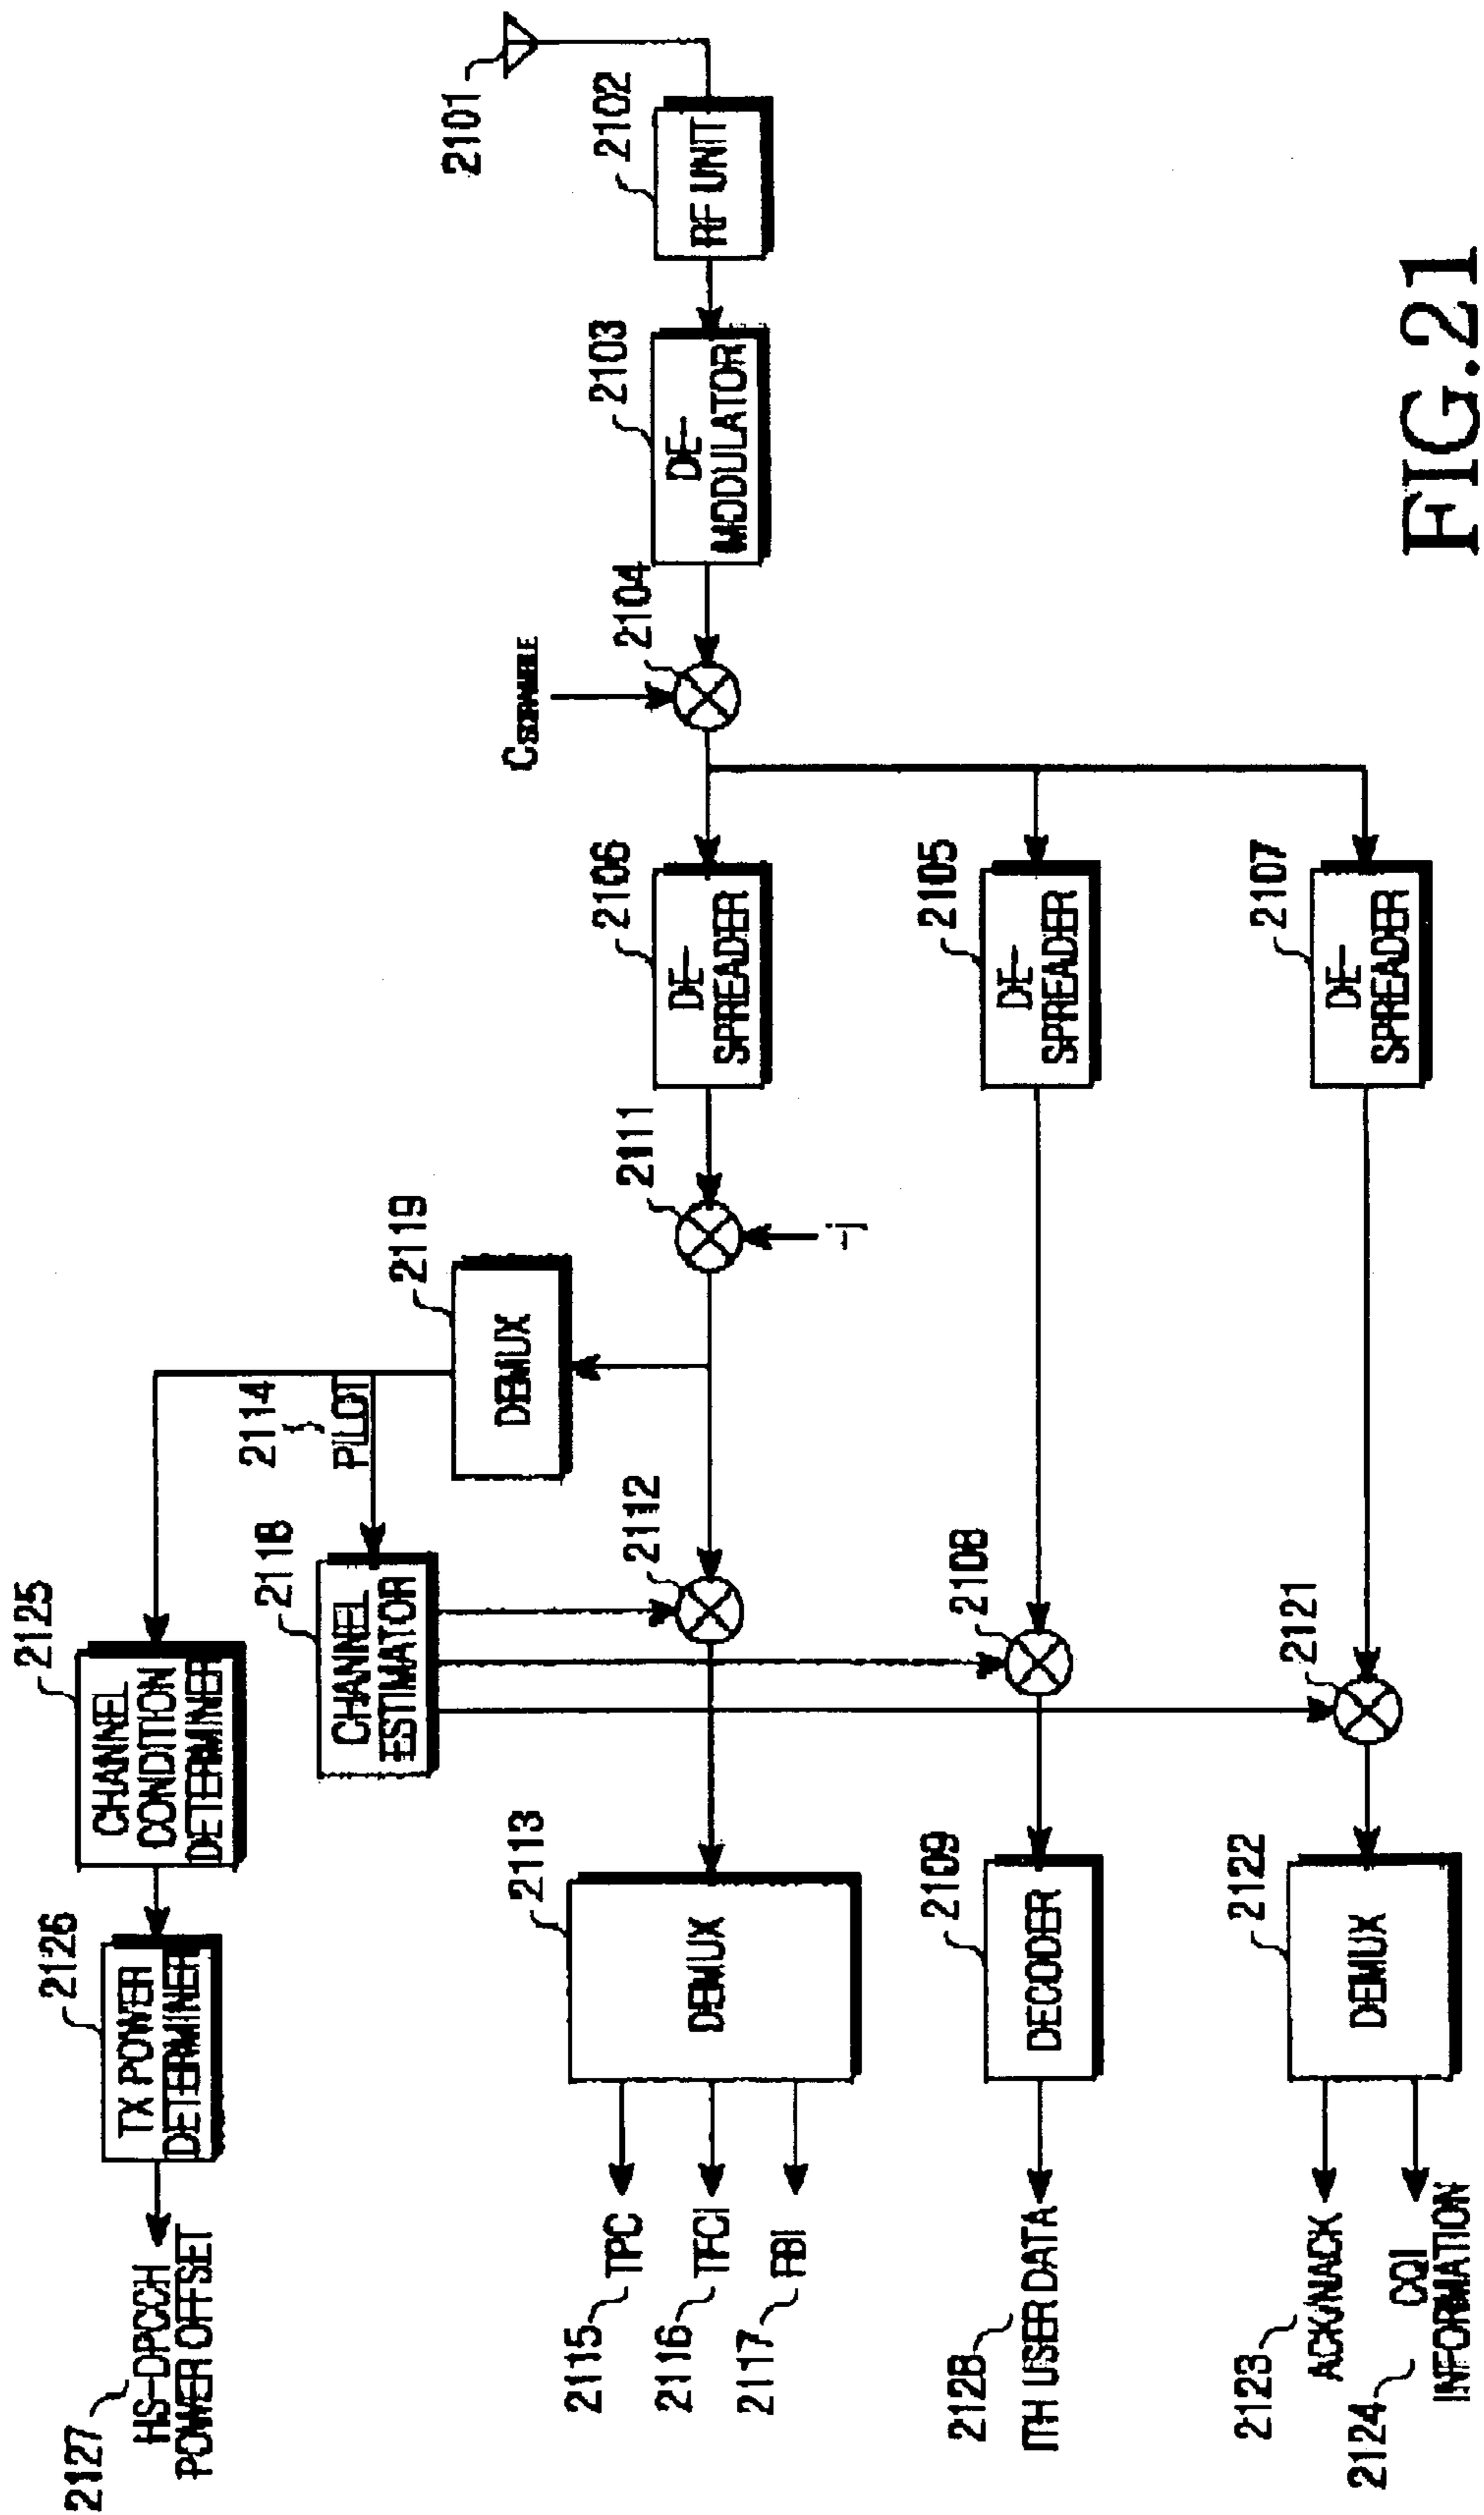 2127
HS-DPCCH
POWER OFFSET
2126
TX POWER
DETERMINER
2125
CHANNEL
CONDITION
DETERMINER
2114
PILOT
2118
CHANNEL
ESTIMATOR
2119
DEMUX
2115
TPC
2116
TFCI
2117
FBI
2113
DEMUX
2112
2111
j
2106
DE-
SPREADER
CSCRAMBLE
2104
2103
DE-
MODULATOR
2102
RF UNIT
2101
2128
ITH USER DATA
2109
DECODER
2108
2105
DE-
SPREADER
2123
ACK/NACK
2124
CQI
INFORMATION
2122
DEMUX
2121
2107
DE-
SPREADER
FIG.21